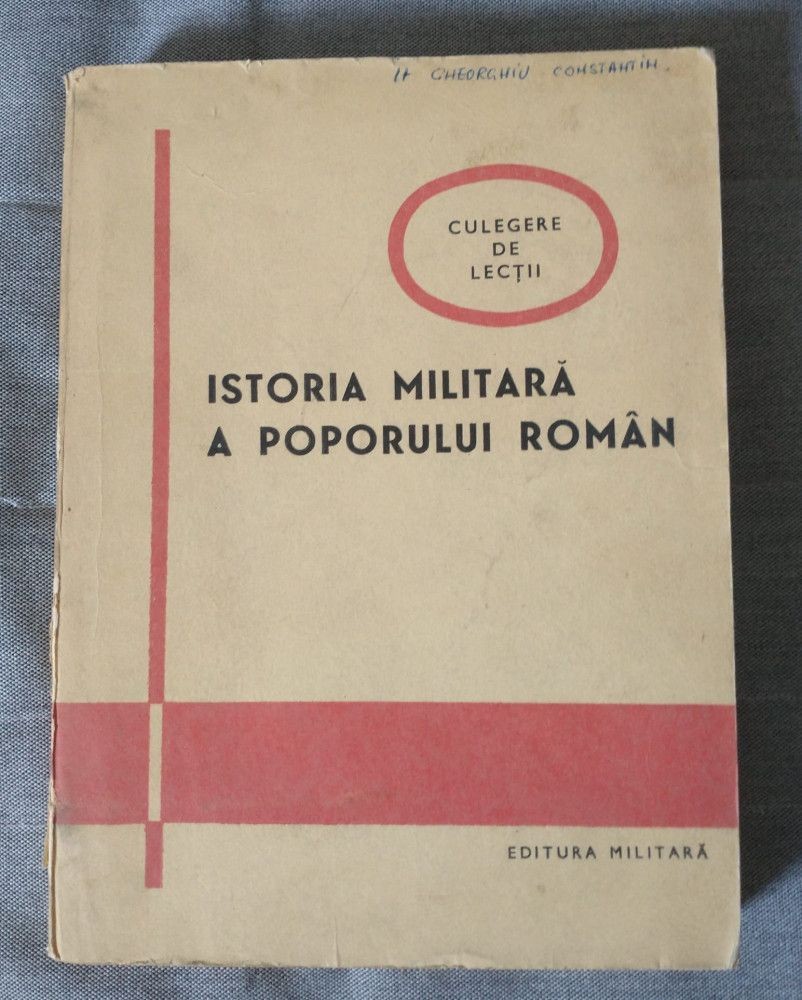 lt GHEORGHIU CONSTANTIN
CULEGERE
DE
LECȚII
ISTORIA MILITARĂ
A POPORULUI ROMÂN
EDITURA MILITARĂ